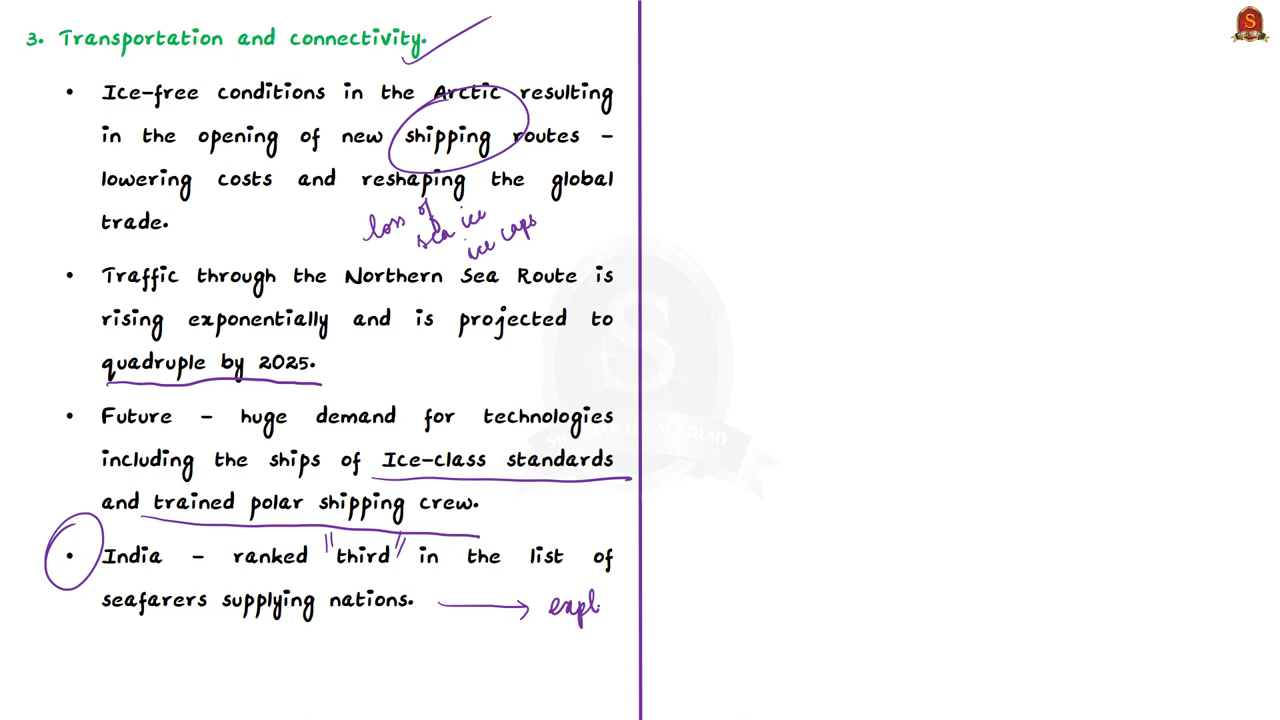 3. Transportation and connectivity.
• Ice-free conditions in the Arctic resulting
in the opening of new shipping routes –
lowering costs and reshaping the global
trade.
loss of
sea ice
ice caps
• Traffic through the Northern Sea Route is
rising exponentially and is projected to
quadruple by 2025.
• Future – huge demand for technologies
including the ships of Ice-class standards
and trained polar shipping crew.
• India – ranked "third" in the list of
seafarers supplying nations. → expl
S
ACADEMY